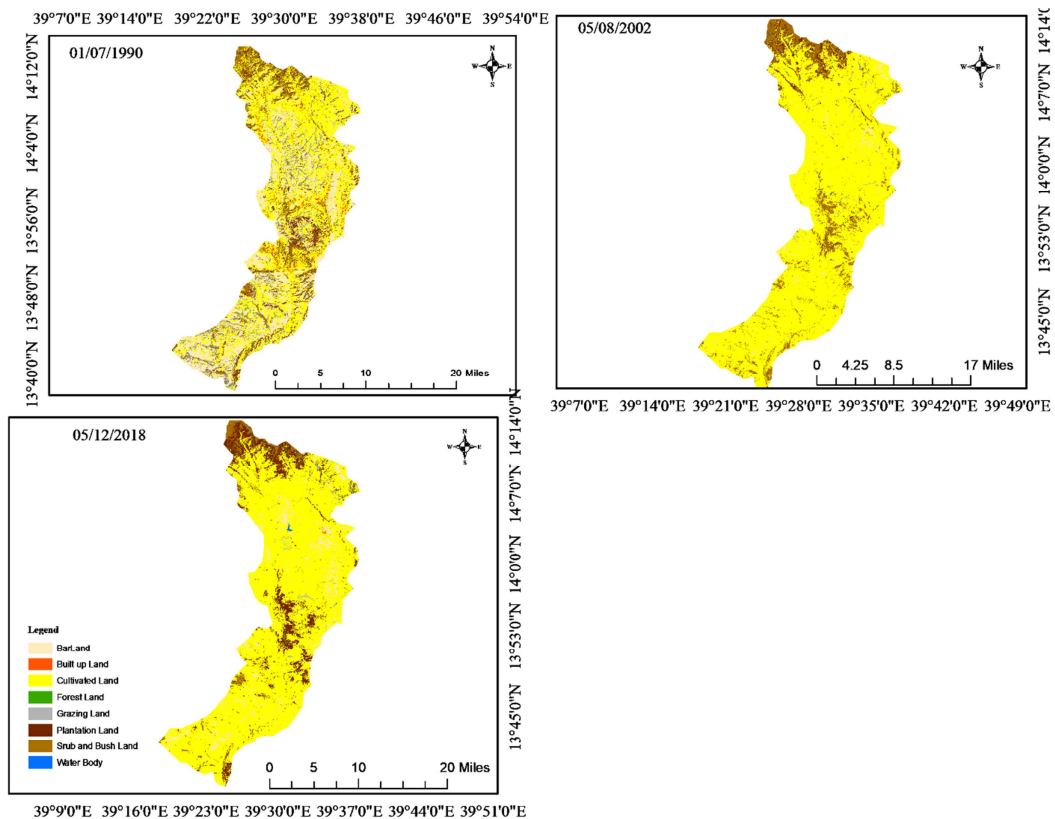 39°7'0"E 39°14'0"E 39°22'0"E 39°30'0"E 39°38'0"E 39°46'0"E 39°54'0"E
01/07/1990
N
W E
S
14°12'0"N
14°4'0"N
13°56'0"N
13°48'0"N
13°40'0"N
0 5 10 20 Miles
05/08/2002
N
W E
S
14°14'0
14°7'0"N
14°0'0"N
13°53'0"N
13°45'0"N
0 4.25 8.5 17 Miles
39°7'0"E 39°14'0"E 39°21'0"E 39°28'0"E 39°35'0"E 39°42'0"E 39°49'0"E
05/12/2018
N
W E
S
14°14'0"N
14°7'0"N
14°0'0"N
13°53'0"N
13°45'0"N
Legend
BarLand
Built up Land
Cultivated Land
Forest Land
Grazing Land
Plantation Land
Srub and Bush Land
Water Body
0 5 10 20 Miles
39°9'0"E 39°16'0"E 39°23'0"E 39°30'0"E 39°37'0"E 39°44'0"E 39°51'0"E